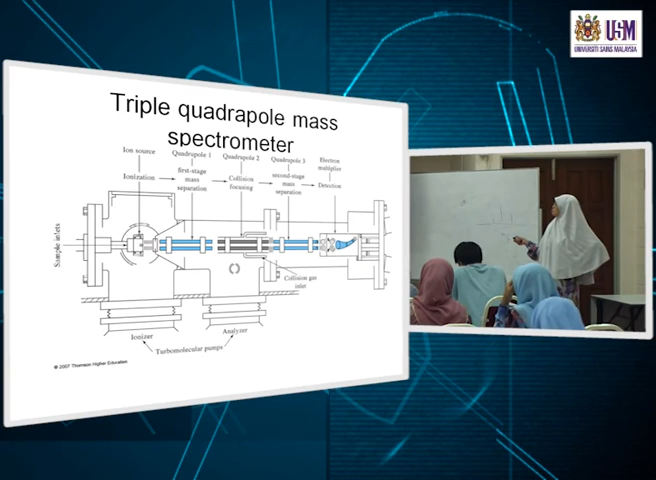 USM
UNIVERSITI SAINS MALAYSIA
Triple quadrapole mass
spectrometer
Ion source
Quadrupole 1
Quadrupole 2
Quadrupole 3
Electron
multiplier
Ionization
first-stage
mass
separation
Collision
focusing
second-stage
mass
separation
Detection
Sample inlets
Collision gas
inlet
Ionizer
Analyzer
Turbomolecular pumps
© 2007 Thomson Higher Education